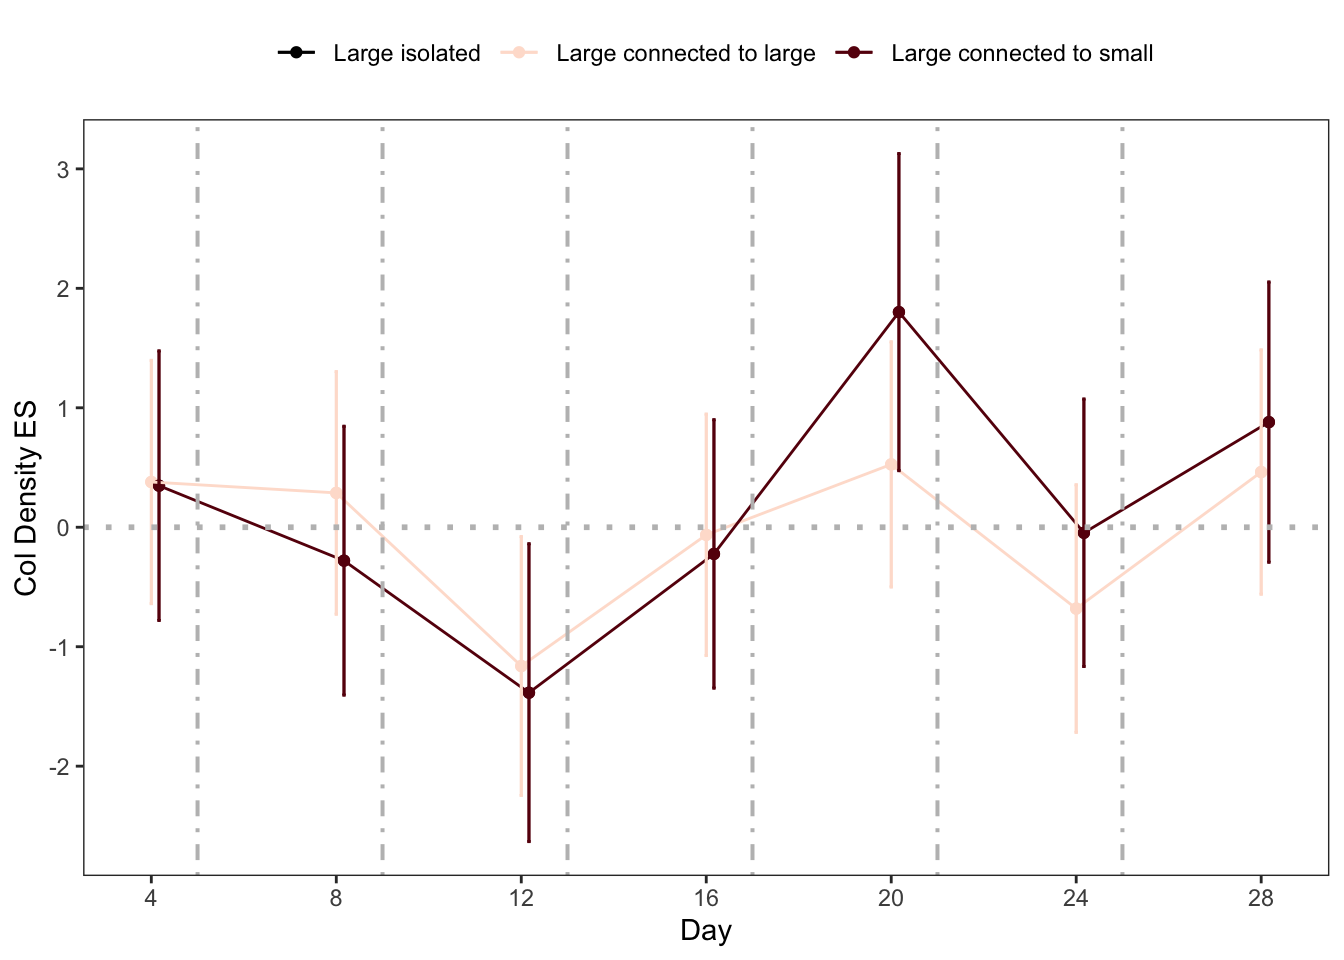 Large isolated Large connected to large Large connected to small
Col Density ES
3
2
1
0
-1
-2
4 8 12 16 20 24 28
Day